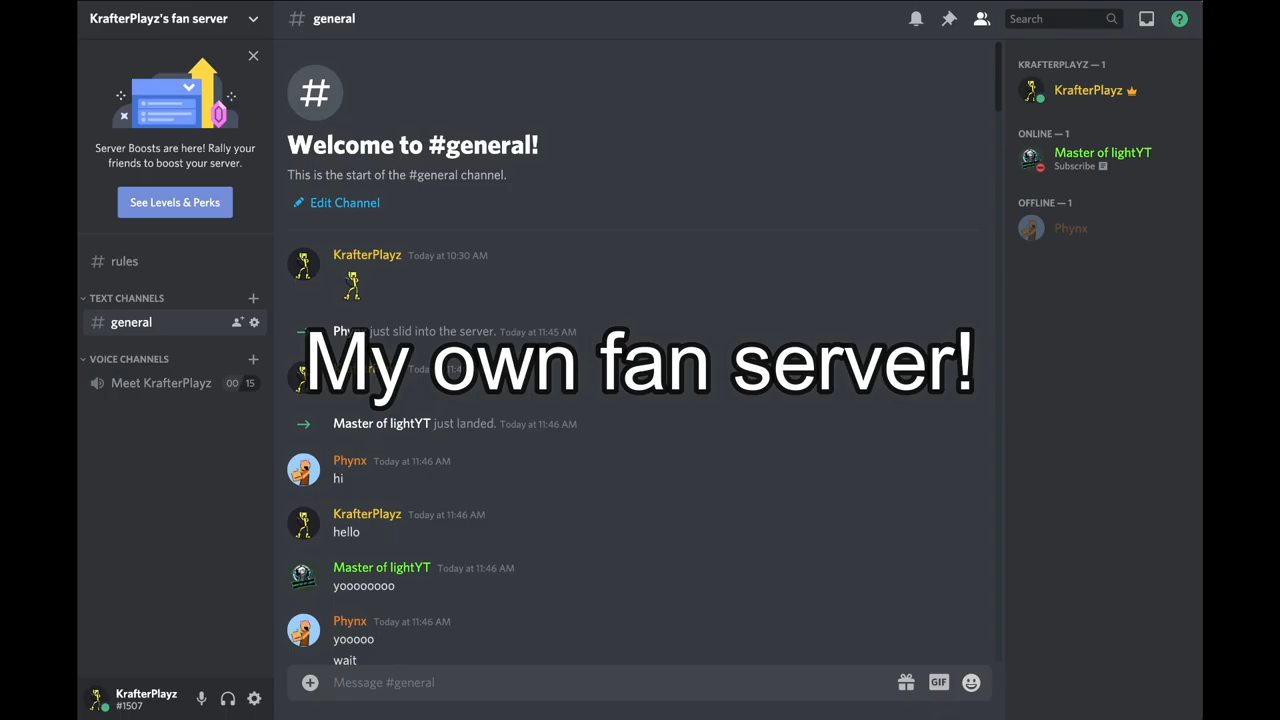 KrafterPlayz's fan server
Server Boosts are here! Rally your
friends to boost your server.
See Levels & Perks
# rules
TEXT CHANNELS
# general
VOICE CHANNELS
Meet KrafterPlayz 00 15
KrafterPlayz
#1507
# general
Search
#
Welcome to #general!
This is the start of the #general channel.
Edit Channel
KrafterPlayz Today at 10:30 AM
just slid into the server. Today at 11:45 AM
My own fan server!
Master of lightYT just landed. Today at 11:46 AM
Phynx Today at 11:46 AM
hi
KrafterPlayz Today at 11:46 AM
hello
Master of lightYT Today at 11:46 AM
yoooooooo
Phynx Today at 11:46 AM
yooooo
wait
Message #general
GIF
KRAFTERPLAYZ — 1
KrafterPlayz
ONLINE — 1
Master of lightYT
Subscribe
OFFLINE — 1
Phynx